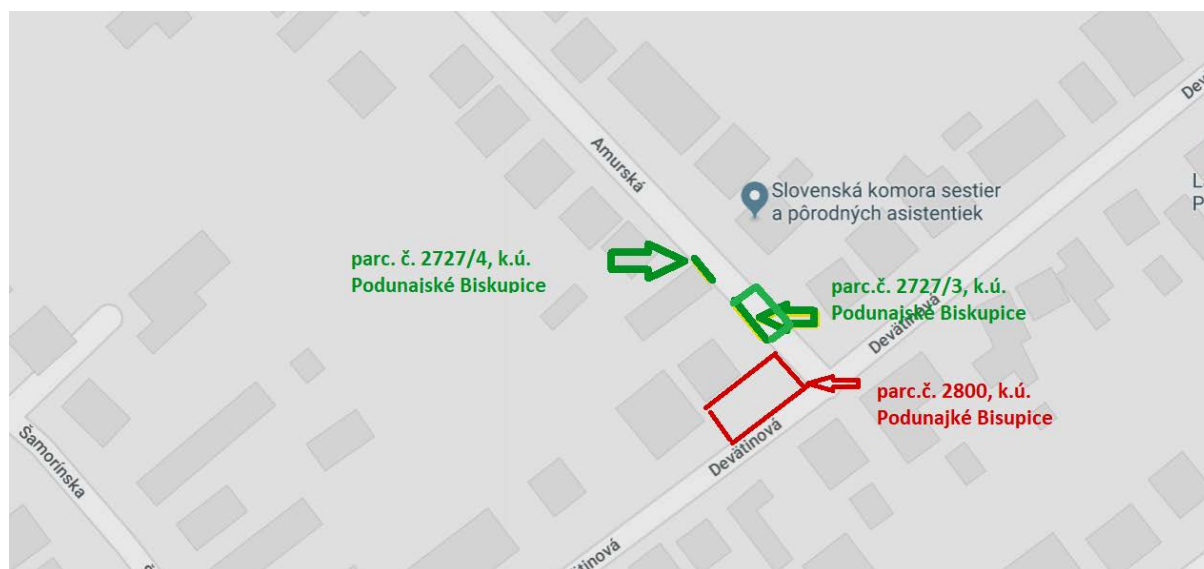 Amurská
Slovenská komora sestier
a pôrodných asistentiek
parc. č. 2727/4, k.ú.
Podunajské Biskupice
parc.č. 2727/3, k.ú.
Podunajské Biskupice
Devätinová
parc.č. 2800, k.ú.
Podunajké Bisupice
Devätinová
Šamorínska